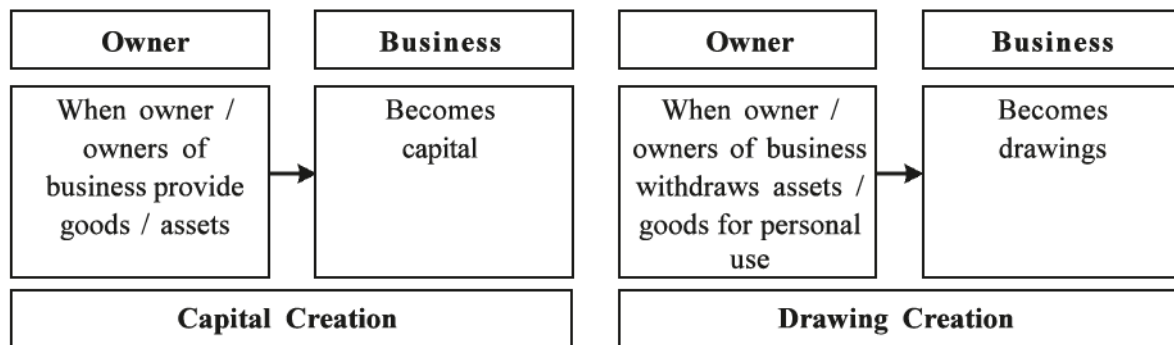 Owner
Business
When owner /
owners of
business provide
goods / assets
Becomes
capital
Capital Creation
Owner
Business
When owner /
owners of business
withdraws assets /
goods for personal
use
Becomes
drawings
Drawing Creation